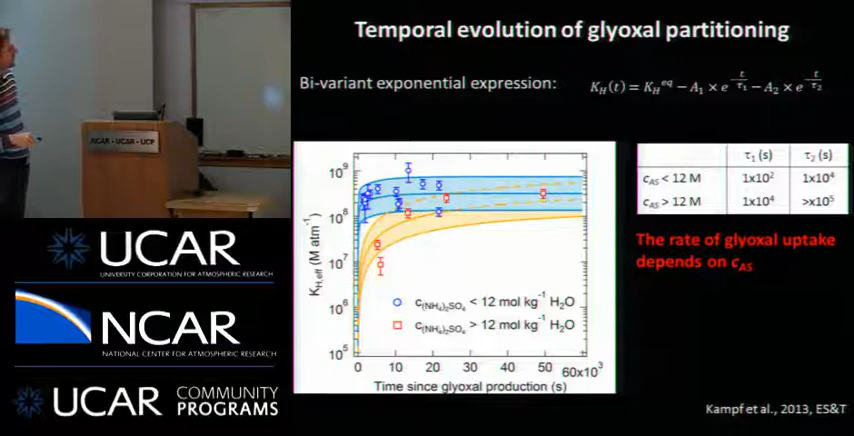 Temporal evolution of glyoxal partitioning
Bi-variant exponential expression: K_H(t) = K_H^eq − A₁ × e^(−t/τ₁) − A₂ × e^(−t/τ₂)
NCAR • UCAR • UCP
τ₁ (s) τ₂ (s)
c_AS < 12 M 1x10² 1x10⁴
c_AS > 12 M 1x10⁴ >x10⁵
The rate of glyoxal uptake
depends on c_AS
K_H,eff (M atm⁻¹)
10⁹
10⁸
10⁷
10⁶
10⁵
c_(NH₄)₂SO₄ < 12 mol kg⁻¹ H₂O
c_(NH₄)₂SO₄ > 12 mol kg⁻¹ H₂O
0 10 20 30 40 50 60x10³
Time since glyoxal production (s)
UCAR
UNIVERSITY CORPORATION FOR ATMOSPHERIC RESEARCH
NCAR
NATIONAL CENTER FOR ATMOSPHERIC RESEARCH
UCAR COMMUNITY
PROGRAMS
Kampf et al., 2013, ES&T